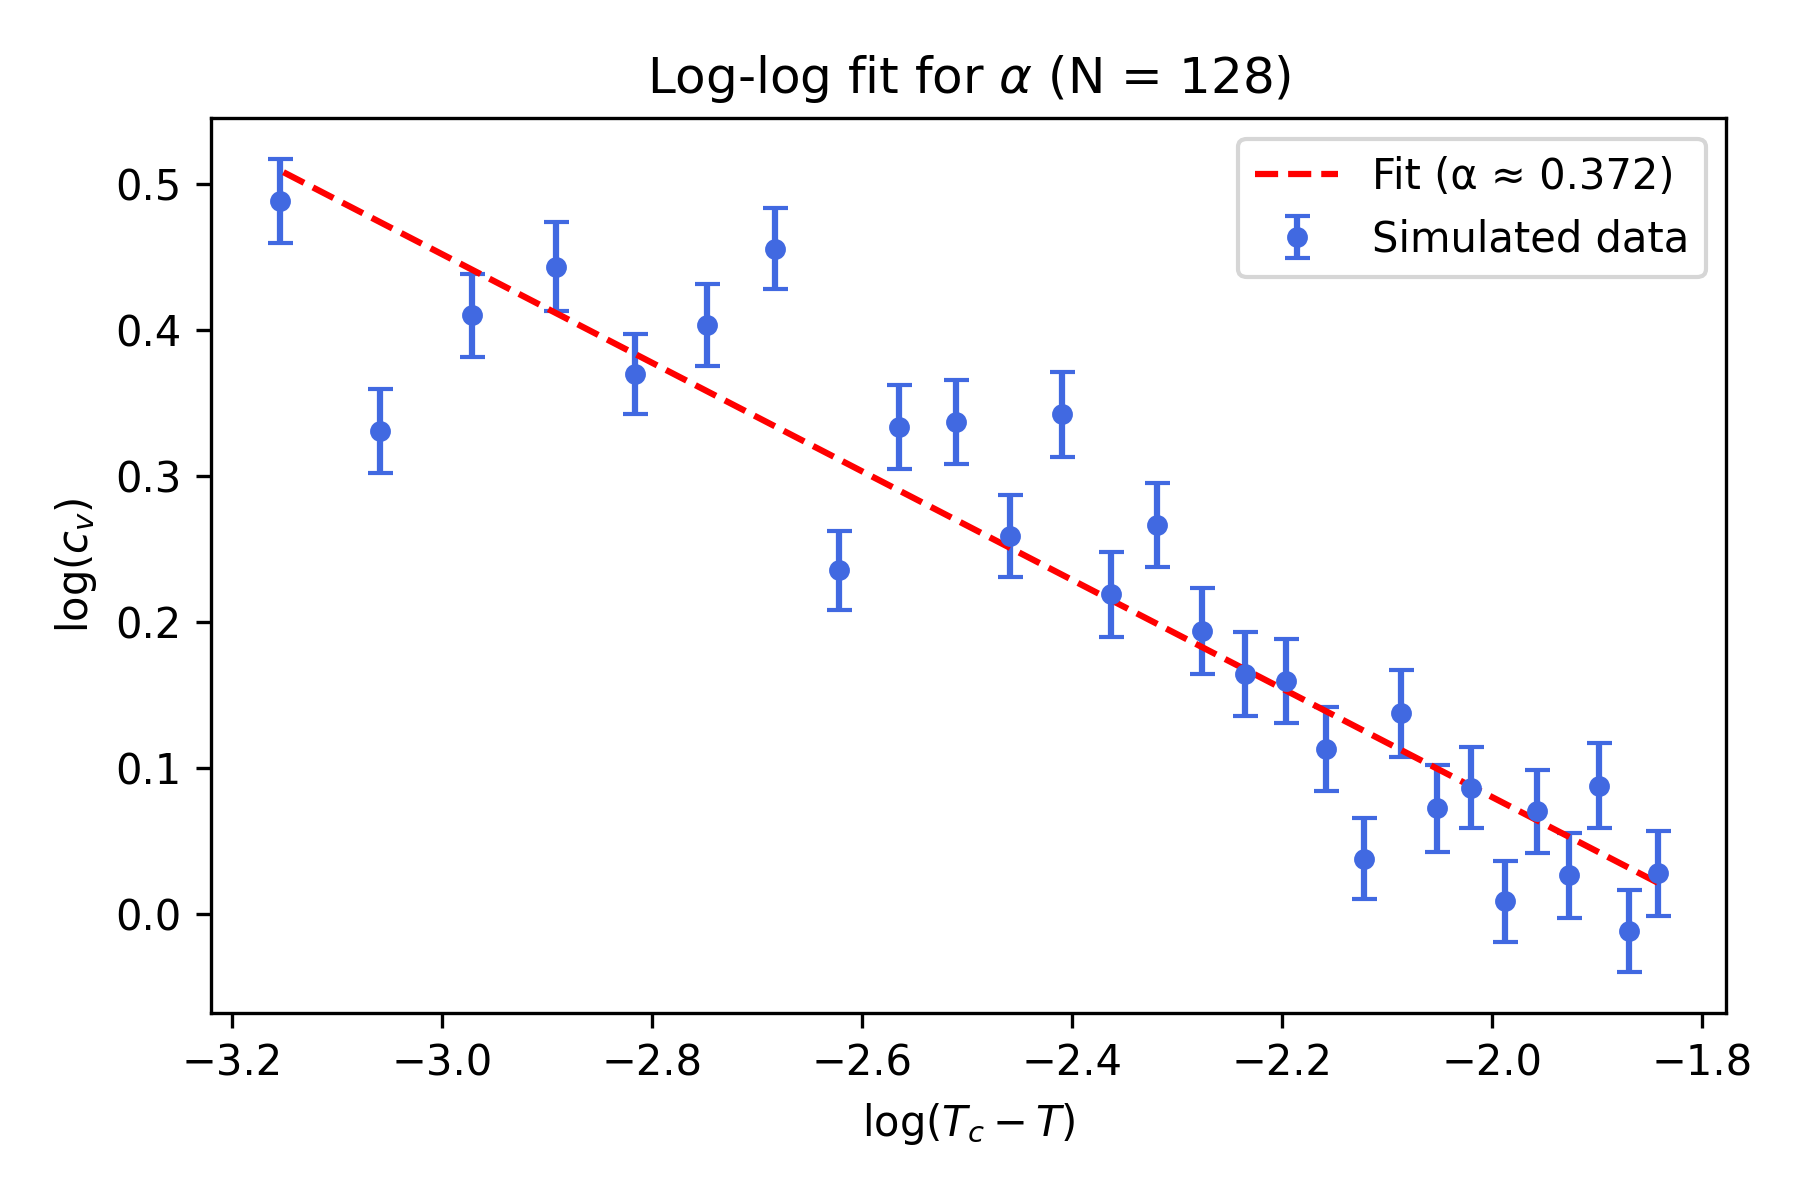 Log-log fit for α (N = 128)
Fit (α ≈ 0.372)
Simulated data
0.5
0.4
0.3
0.2
0.1
0.0
log(c_v)
−3.2 −3.0 −2.8 −2.6 −2.4 −2.2 −2.0 −1.8
log(T_c − T)